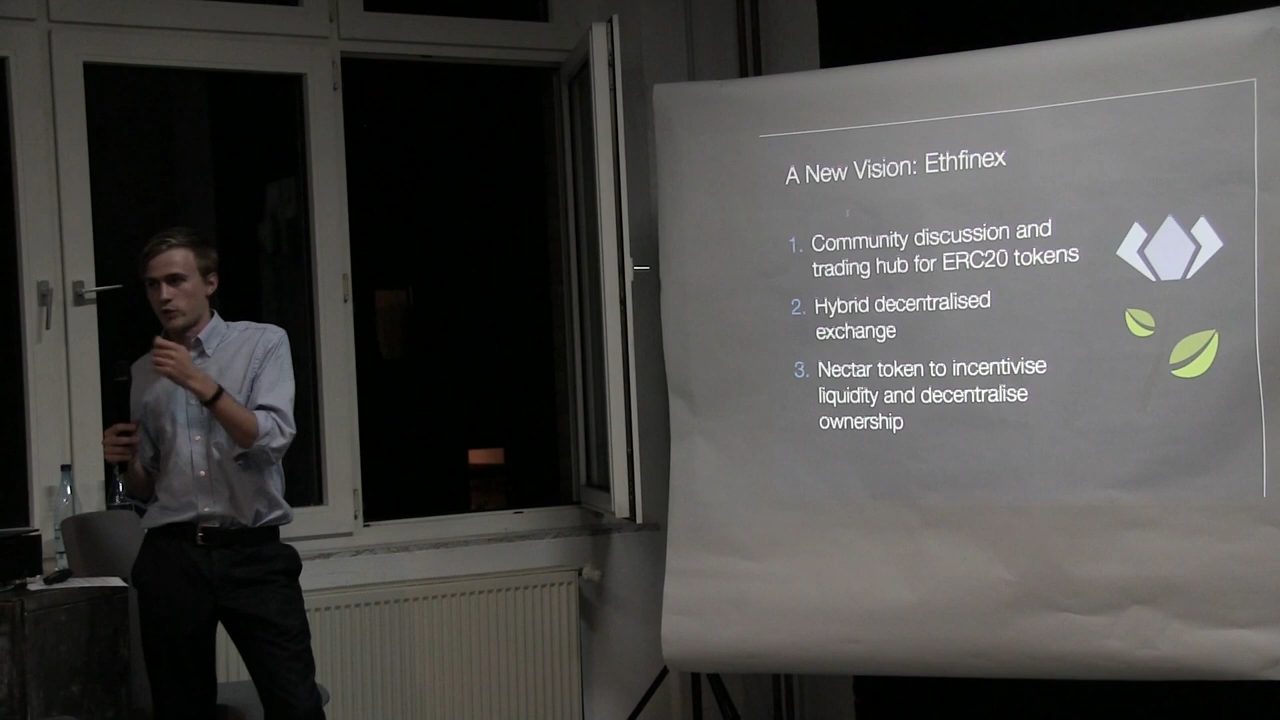 A New Vision: Ethfinex
1. Community discussion and
trading hub for ERC20 tokens
2. Hybrid decentralised
exchange
3. Nectar token to incentivise
liquidity and decentralise
ownership